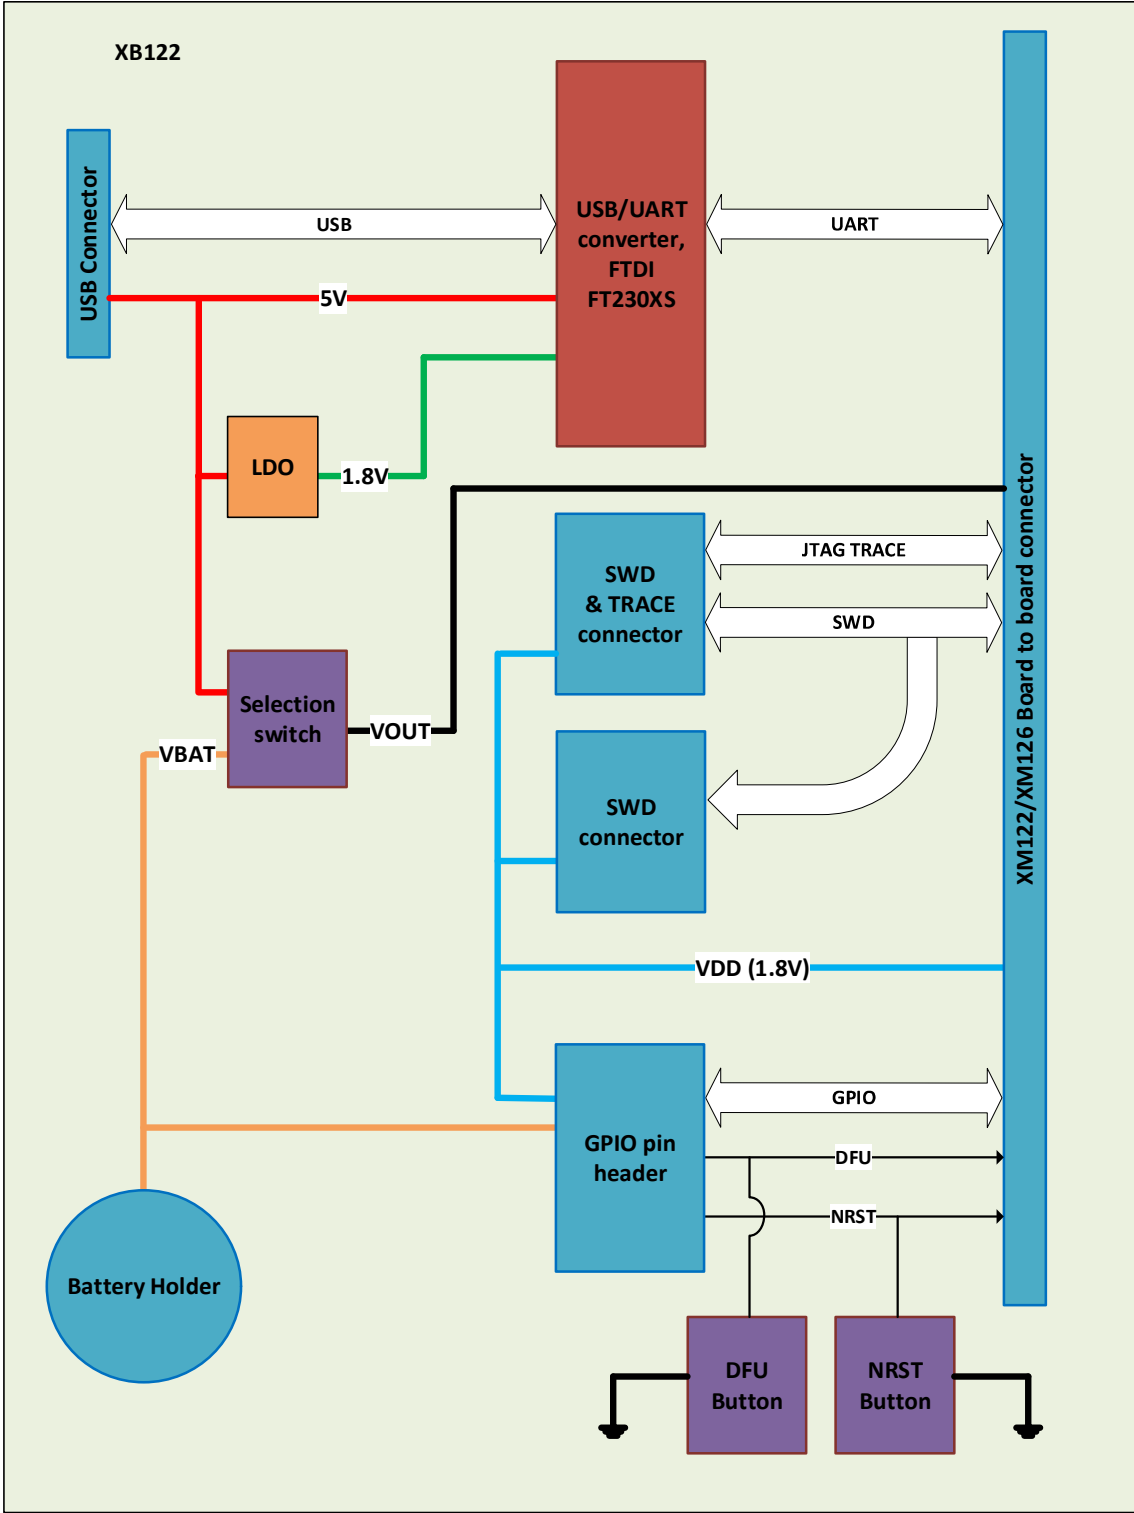 XB122
USB Connector
USB
USB/UART
converter,
FTDI
FT230XS
UART
5V
LDO
1.8V
XM122/XM126 Board to board connector
SWD
& TRACE
connector
JTAG TRACE
SWD
Selection
switch
VOUT
VBAT
SWD
connector
VDD (1.8V)
GPIO pin
header
GPIO
DFU
NRST
Battery Holder
DFU
Button
NRST
Button